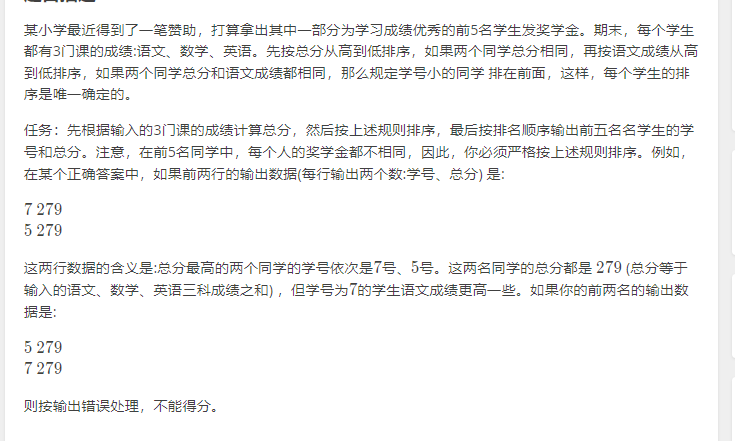 某小学最近得到了一笔赞助，打算拿出其中一部分为学习成绩优秀的前5名学生发奖学金。期末，每个学生
都有3门课的成绩:语文、数学、英语。先按总分从高到低排序，如果两个同学总分相同，再按语文成绩从高
到低排序，如果两个同学总分和语文成绩都相同，那么规定学号小的同学 排在前面，这样，每个学生的排
序是唯一确定的。
任务：先根据输入的3门课的成绩计算总分，然后按上述规则排序，最后按排名顺序输出前五名名学生的学
号和总分。注意，在前5名同学中，每个人的奖学金都不相同，因此，你必须严格按上述规则排序。例如，
在某个正确答案中，如果前两行的输出数据(每行输出两个数:学号、总分) 是:
7 279
5 279
这两行数据的含义是:总分最高的两个同学的学号依次是7号、5号。这两名同学的总分都是 279 (总分等于
输入的语文、数学、英语三科成绩之和) ，但学号为7的学生语文成绩更高一些。如果你的前两名的输出数
据是:
5 279
7 279
则按输出错误处理，不能得分。